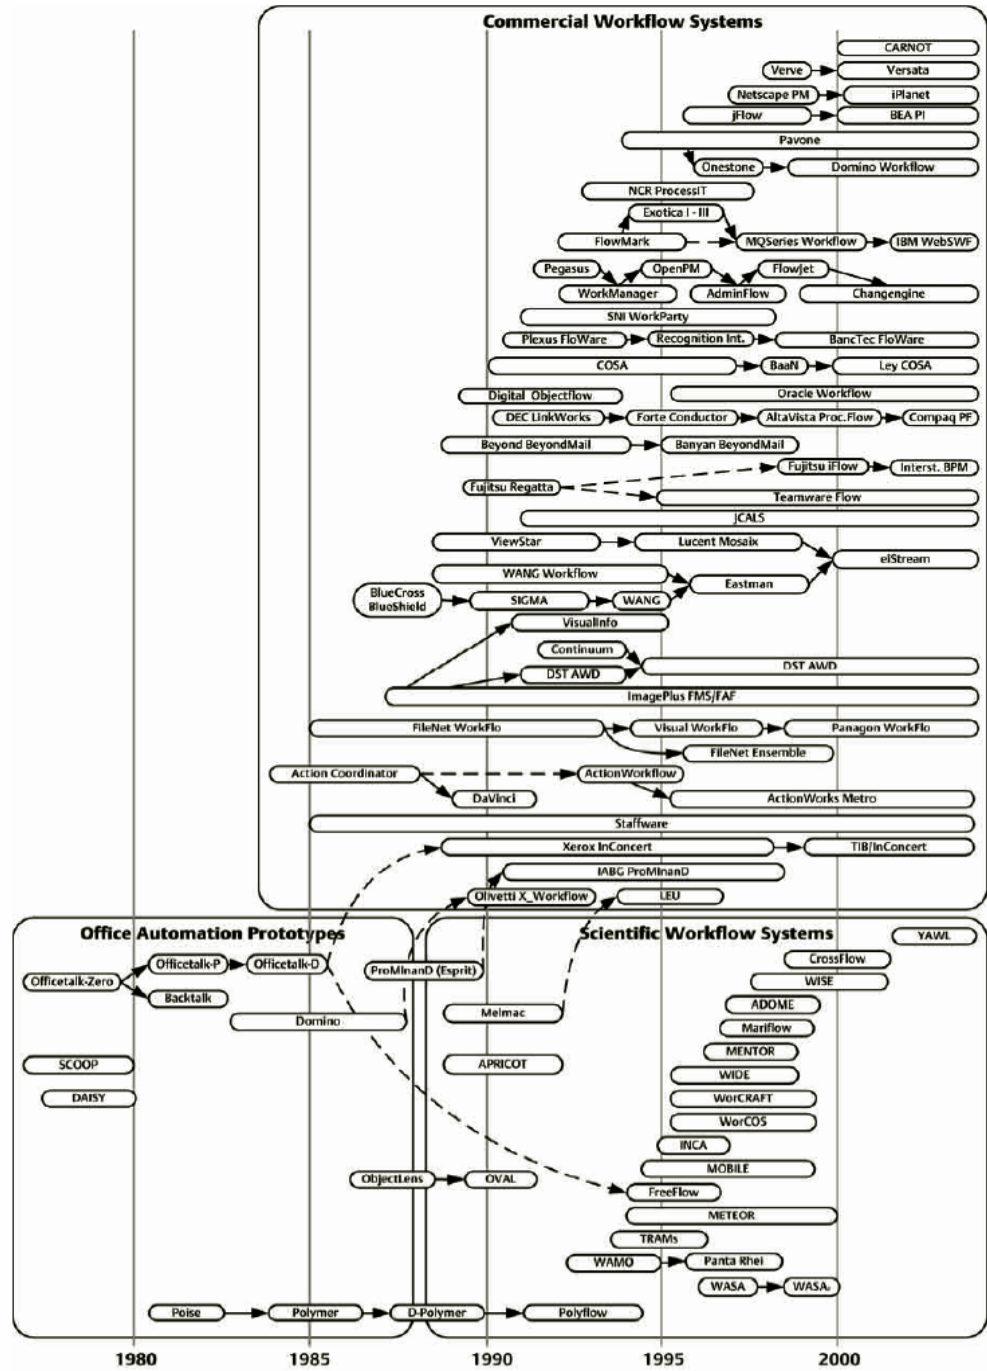 Commercial Workflow Systems
CARNOT
Verve
Versata
Netscape PM
iPlanet
jFlow
BEA PI
Pavone
Onestone
Domino Workflow
NCR ProcessIT
Exotica I - III
FlowMark
MQSeries Workflow
IBM WebSWF
Pegasus
OpenPM
FlowJet
WorkManager
AdminFlow
Changengine
SNI WorkParty
Plexus FloWare
Recognition Int.
BancTec FloWare
COSA
BaaN
Ley COSA
Digital Objectflow
Oracle Workflow
DEC LinkWorks
Forte Conductor
AltaVista Proc.Flow
Compaq PF
Beyond BeyondMail
Banyan BeyondMail
Fujitsu iFlow
Interst. BPM
Fujitsu Regatta
Teamware Flow
JCALS
ViewStar
Lucent Mosaix
eiStream
WANG Workflow
Eastman
BlueCross
BlueShield
SIGMA
WANG
VisualInfo
Continuum
DST AWD
DST AWD
ImagePlus FMS/FAF
FileNet WorkFlo
Visual WorkFlo
Panagon WorkFlo
FileNet Ensemble
Action Coordinator
ActionWorkflow
DaVinci
ActionWorks Metro
Staffware
Xerox InConcert
TIB/InConcert
IABG ProMInanD
Olivetti X_Workflow
LEU
Office Automation Prototypes
Scientific Workflow Systems
YAWL
Officetalk-Zero
Officetalk-P
Officetalk-D
ProMInanD (Esprit)
CrossFlow
WISE
Backtalk
ADOME
Domino
Melmac
Mariflow
MENTOR
SCOOP
APRICOT
WIDE
DAISY
WorCRAFT
WorCOS
INCA
MOBILE
ObjectLens
OVAL
FreeFlow
METEOR
TRAMs
WAMO
Panta Rhei
WASA
WASA₂
Poise
Polymer
D-Polymer
Polyflow
1980
1985
1990
1995
2000